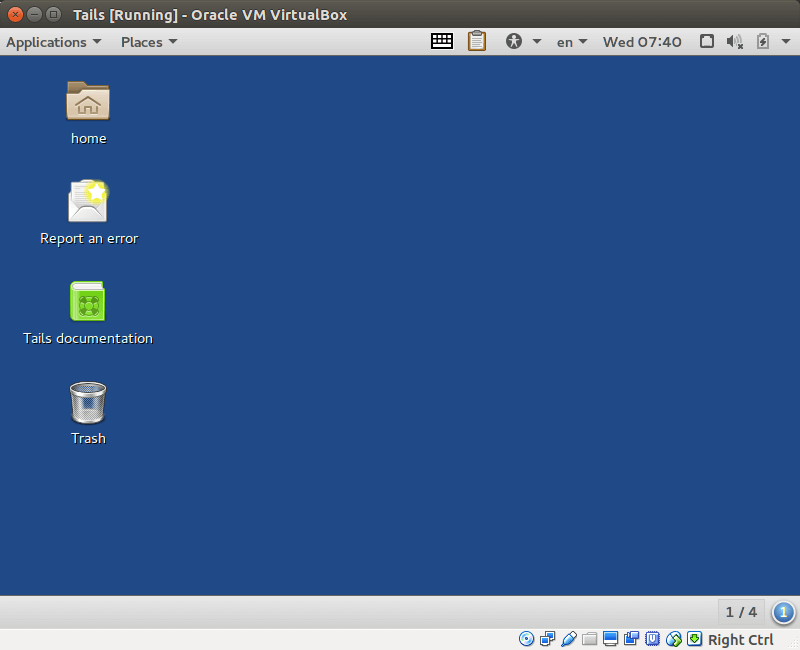 Tails [Running] - Oracle VM VirtualBox
Applications Places en Wed 07:40
home
Report an error
Tails documentation
Trash
1 / 4 1
Right Ctrl